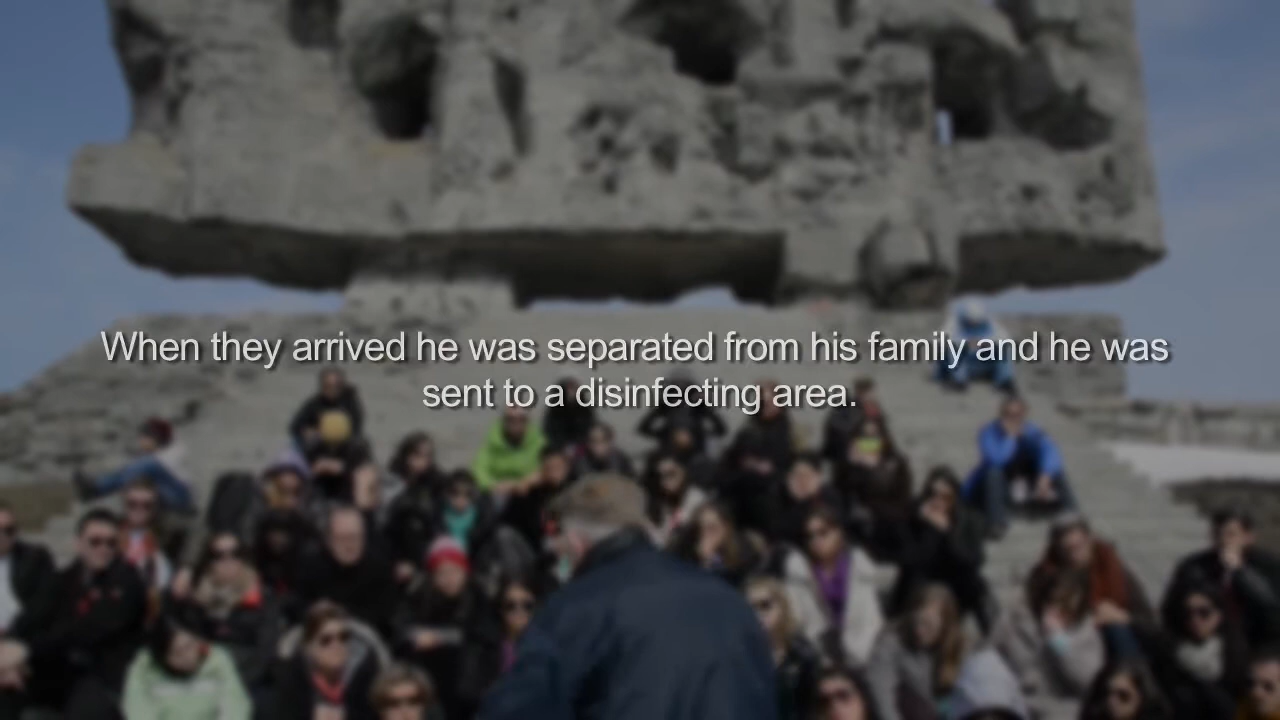 When they arrived he was separated from his family and he was
sent to a disinfecting area.